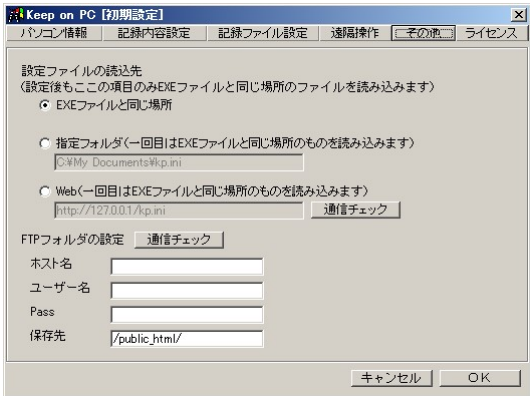 Keep on PC [初期設定]
パソコン情報 記録内容設定 記録ファイル設定 遠隔操作 その他 ライセンス
設定ファイルの読込先
(設定後もここの項目のみEXEファイルと同じ場所のファイルを読み込みます)
EXEファイルと同じ場所
指定フォルダ(一回目はEXEファイルと同じ場所のものを読み込みます)
C:¥My Documents¥kp.ini
Web(一回目はEXEファイルと同じ場所のものを読み込みます)
http://127.0.0.1/kp.ini 通信チェック
FTPフォルダの設定 通信チェック
ホスト名
ユーザー名
Pass
保存先 /public_html/
キャンセル OK